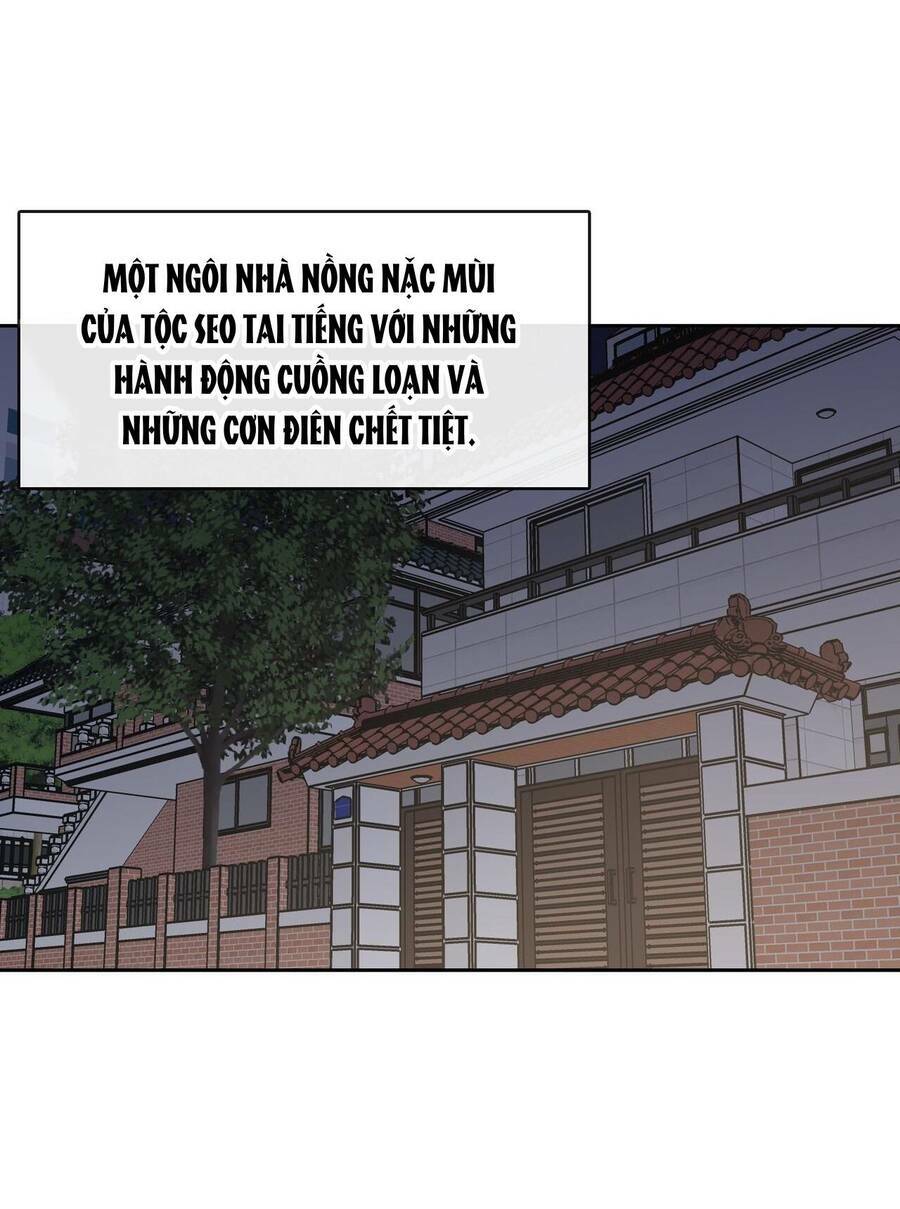 MỘT NGÔI NHÀ NỒNG NẶC MÙI
CỦA TỘC SEO TAI TIẾNG VỚI NHỮNG
HÀNH ĐỘNG CUỒNG LOẠN VÀ
NHỮNG CƠN ĐIÊN CHẾT TIỆT.